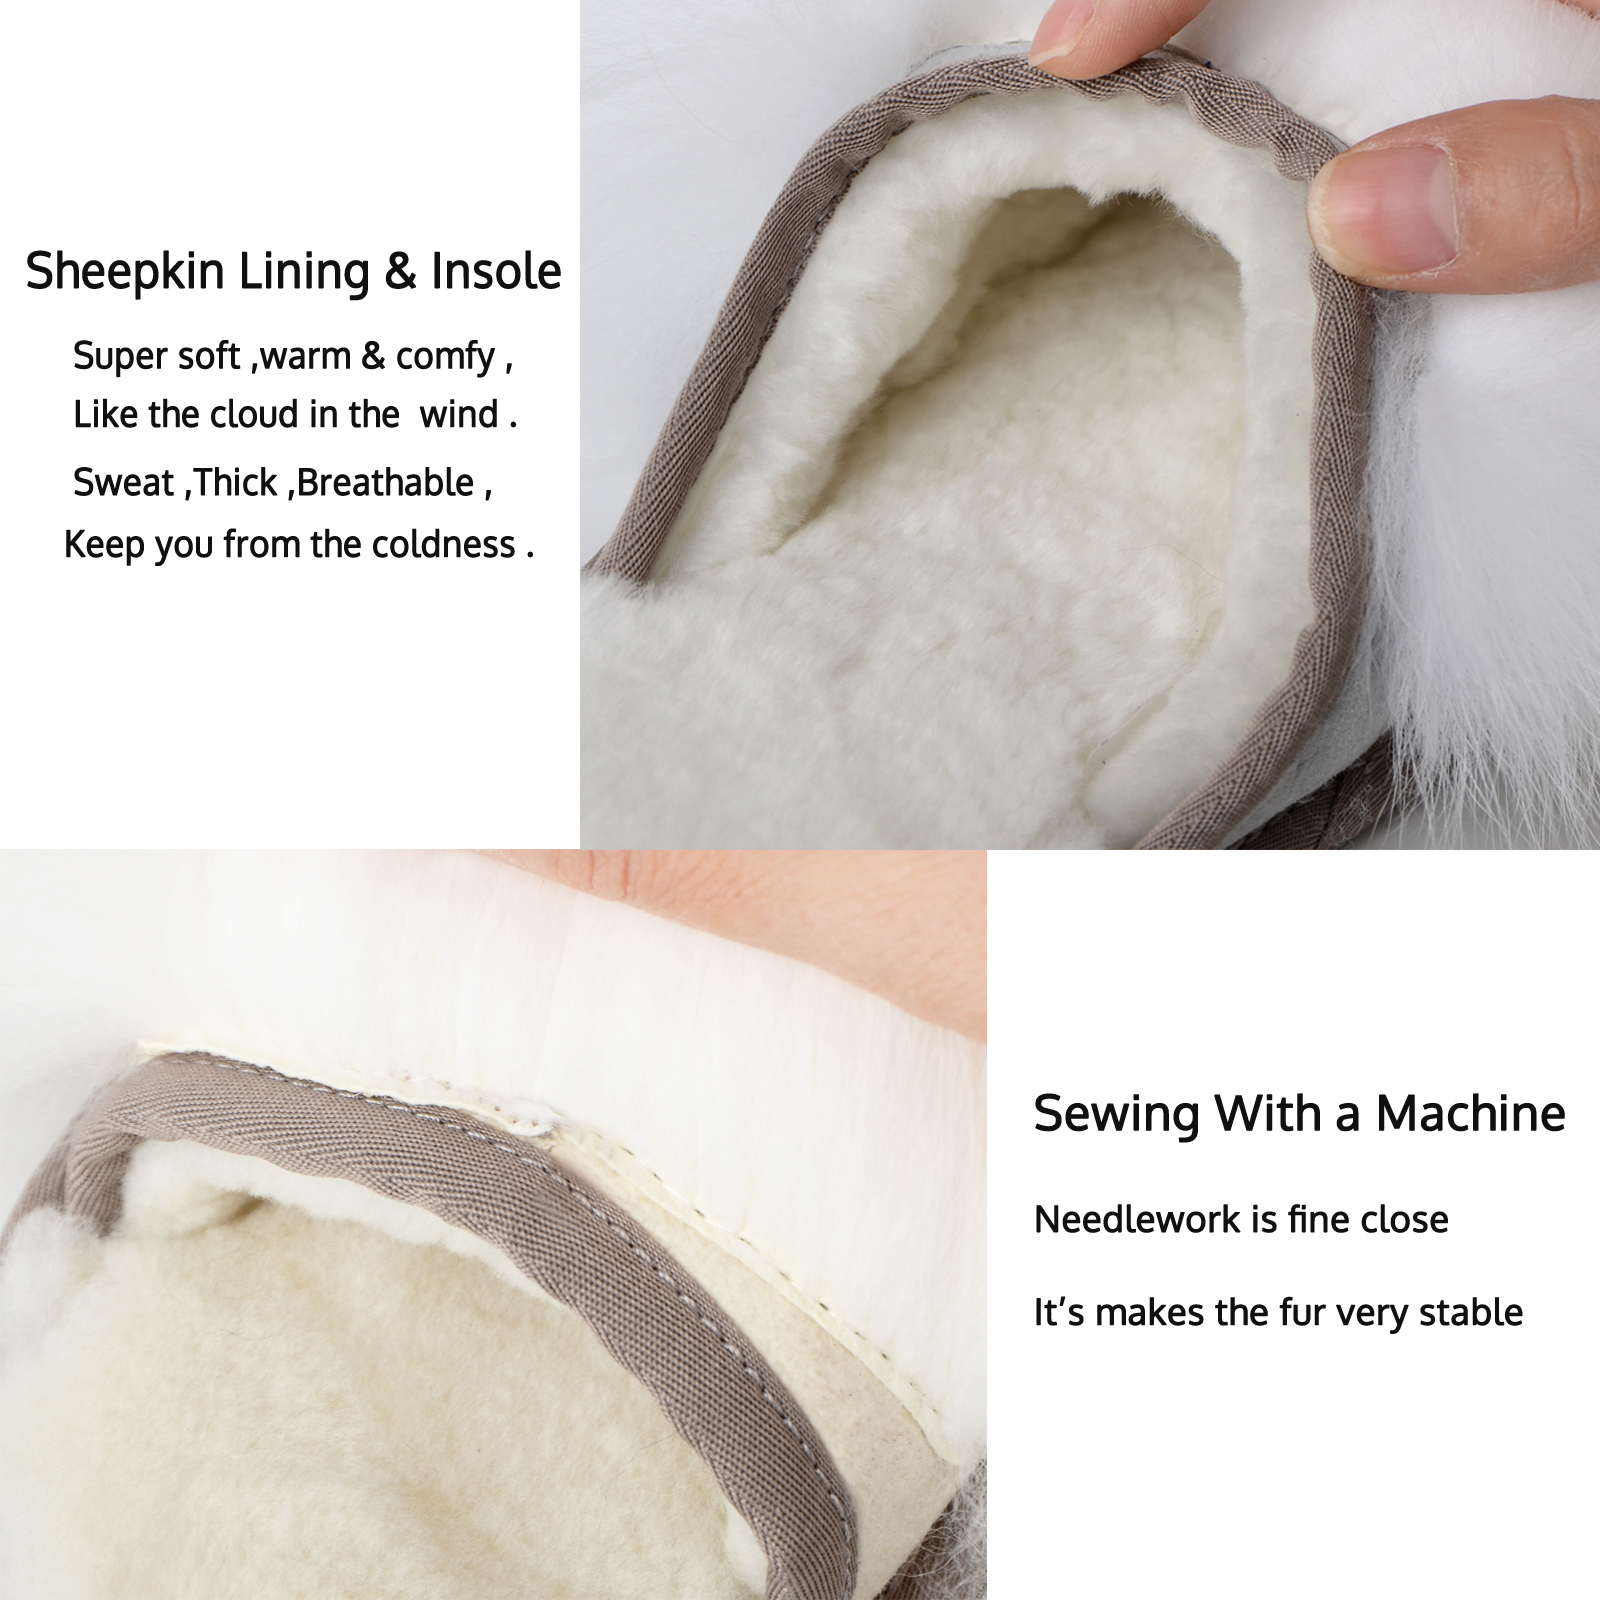 Sheepkin Lining & Insole
Super soft ,warm & comfy ,
Like the cloud in the  wind .
Sweat ,Thick ,Breathable ,
Keep you from the coldness .
Sewing With a Machine
Needlework is fine close
It’s makes the fur very stable